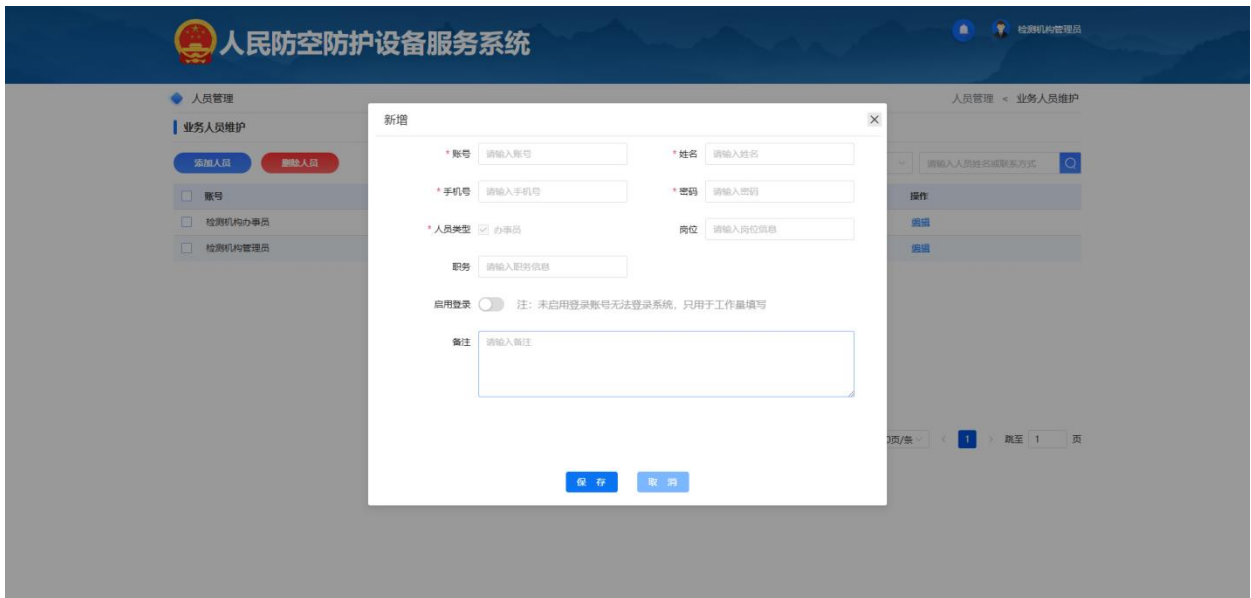 人民防空防护设备服务系统
检测机构管理员
人员管理
人员管理 < 业务人员维护
业务人员维护
新增
添加人员 删除人员
请输入人员姓名或联系方式
* 账号 请输入账号 * 姓名 请输入姓名
* 手机号 请输入手机号 * 密码 请输入密码
账号 操作
检测机构办事员 编辑
* 人员类型 办事员 岗位 请输入岗位信息
检测机构管理员 编辑
职务 请输入职务信息
启用登录 注：未启用登录账号无法登录系统，只用于工作量填写
备注 请输入备注
0页/条 < 1 > 跳至 1 页
保 存 取 消